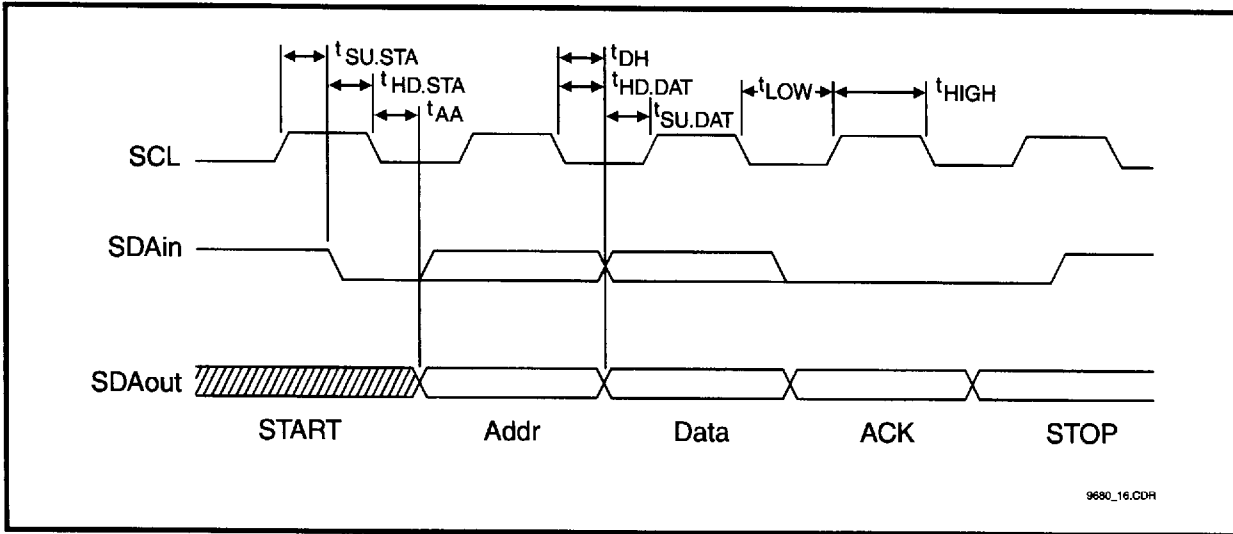 tSU.STA
tDH
tHD.STA
tHD.DAT
tLOW
tHIGH
tAA
tSU.DAT
SCL
SDAin
SDAout
START Addr Data ACK STOP
9680_16.CDR